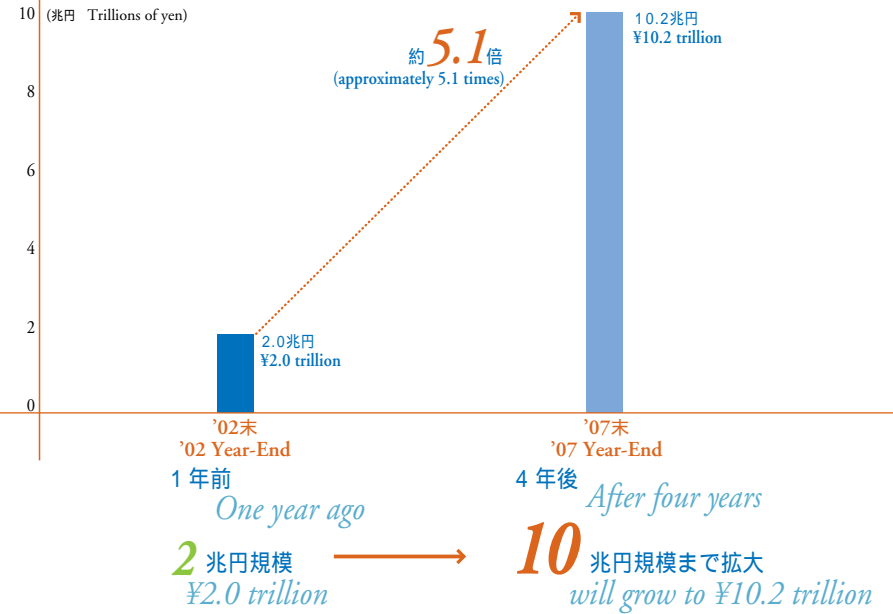 10 (兆円 Trillions of yen)
8
6
4
2
0
約5.1倍
(approximately 5.1 times)
10.2兆円
¥10.2 trillion
2.0兆円
¥2.0 trillion
’02末
’02 Year-End
’07末
’07 Year-End
1 年前
One year ago
4 年後
After four years
2 兆円規模
¥2.0 trillion
10 兆円規模まで拡大
will grow to ¥10.2 trillion